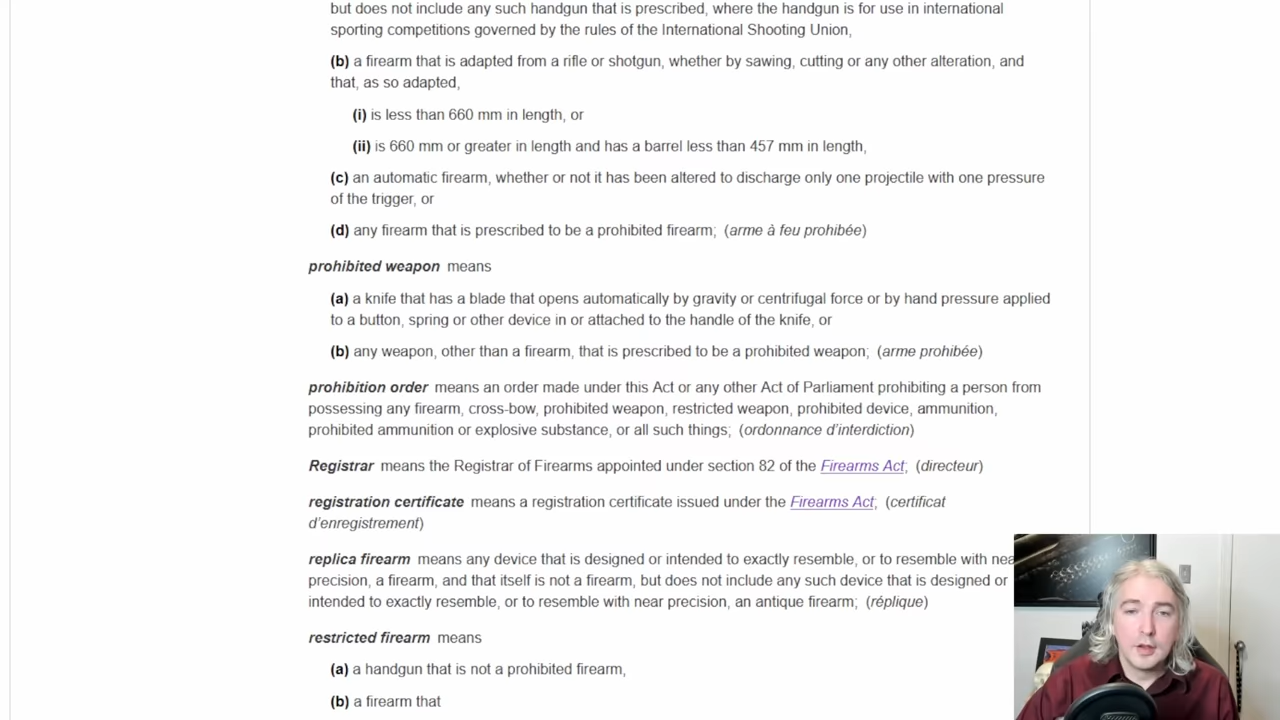 but does not include any such handgun that is prescribed, where the handgun is for use in international
sporting competitions governed by the rules of the International Shooting Union,
(b) a firearm that is adapted from a rifle or shotgun, whether by sawing, cutting or any other alteration, and
that, as so adapted,
(i) is less than 660 mm in length, or
(ii) is 660 mm or greater in length and has a barrel less than 457 mm in length,
(c) an automatic firearm, whether or not it has been altered to discharge only one projectile with one pressure
of the trigger, or
(d) any firearm that is prescribed to be a prohibited firearm; (arme à feu prohibée)
prohibited weapon means
(a) a knife that has a blade that opens automatically by gravity or centrifugal force or by hand pressure applied
to a button, spring or other device in or attached to the handle of the knife, or
(b) any weapon, other than a firearm, that is prescribed to be a prohibited weapon; (arme prohibée)
prohibition order means an order made under this Act or any other Act of Parliament prohibiting a person from
possessing any firearm, cross-bow, prohibited weapon, restricted weapon, prohibited device, ammunition,
prohibited ammunition or explosive substance, or all such things; (ordonnance d'interdiction)
Registrar means the Registrar of Firearms appointed under section 82 of the Firearms Act; (directeur)
registration certificate means a registration certificate issued under the Firearms Act; (certificat
d'enregistrement)
replica firearm means any device that is designed or intended to exactly resemble, or to resemble with
precision, a firearm, and that itself is not a firearm, but does not include any such device that is designed or
intended to exactly resemble, or to resemble with near precision, an antique firearm; (réplique)
restricted firearm means
(a) a handgun that is not a prohibited firearm,
(b) a firearm that